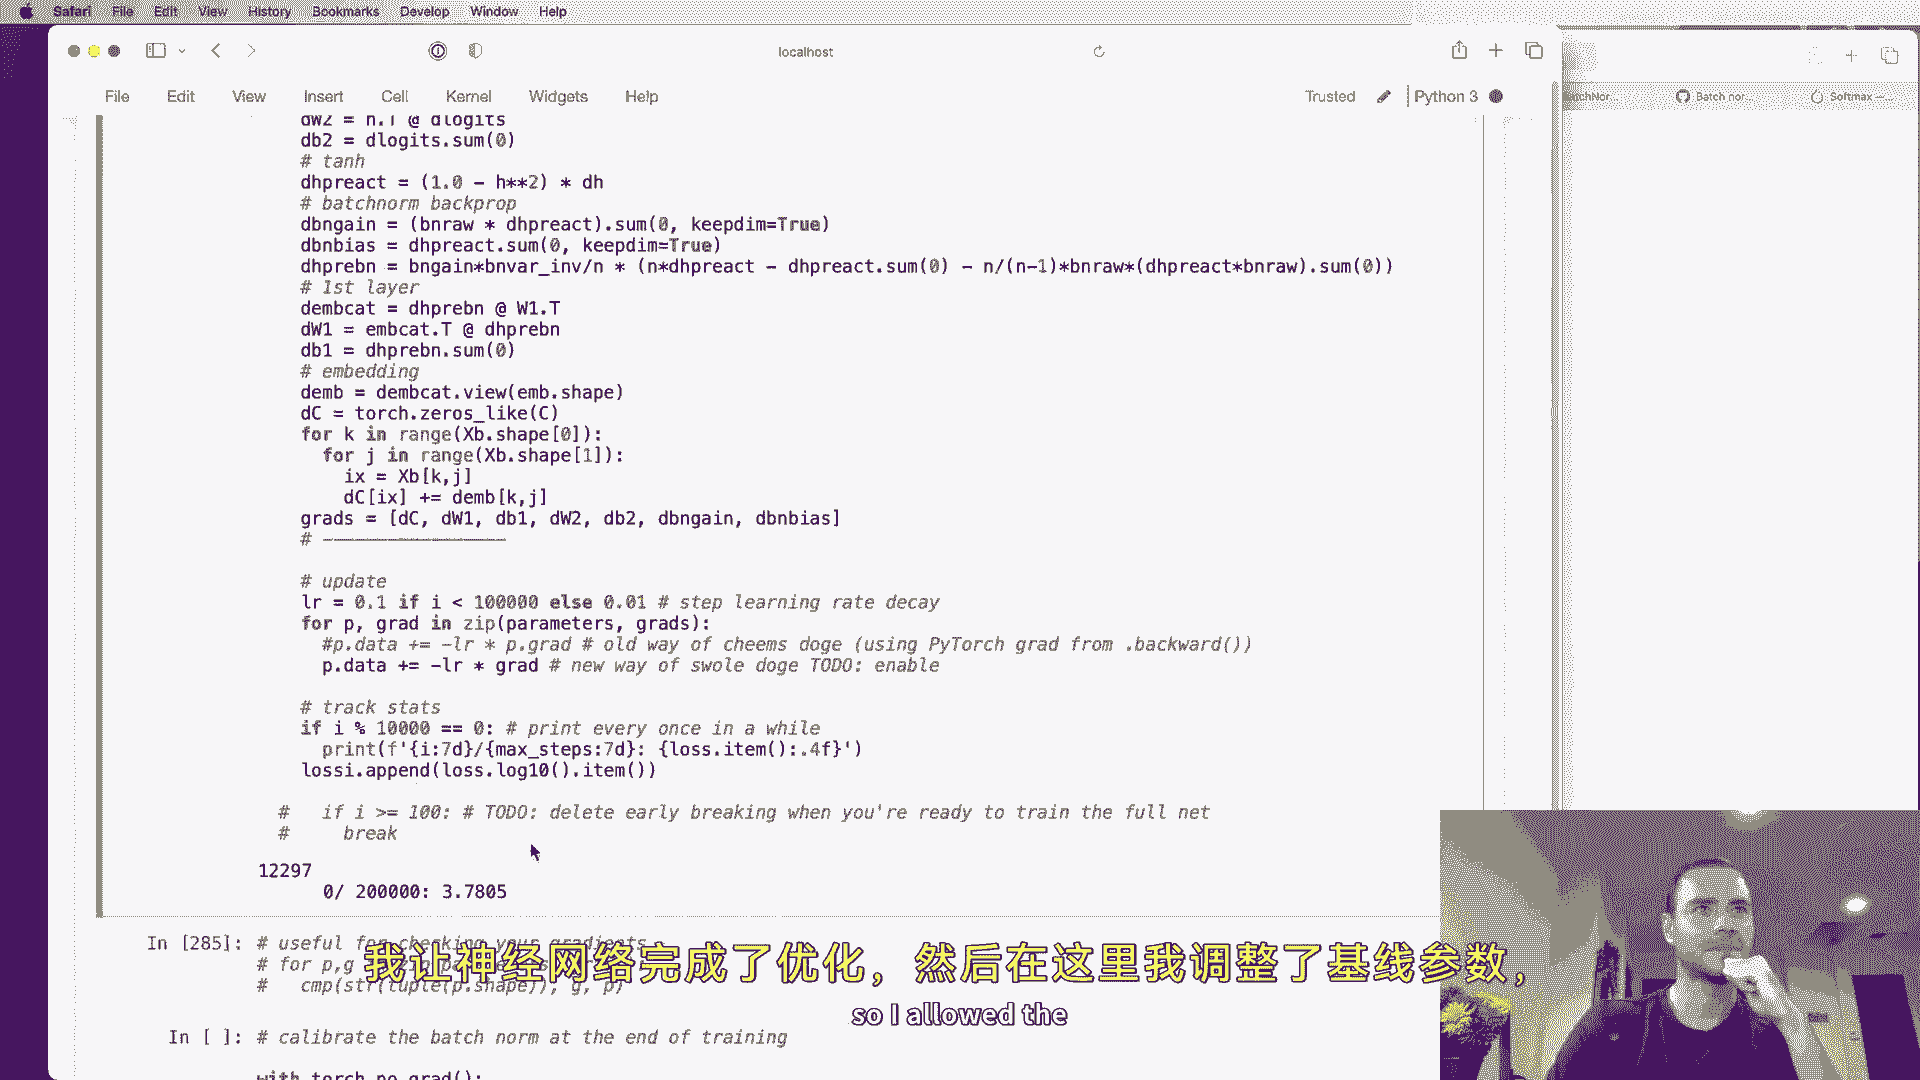 Safari File Edit View History Bookmarks Develop Window Help
localhost
File Edit View Insert Cell Kernel Widgets Help Trusted Python 3
Batch nor... Softmax —...
dW2 = h.T @ dlogits
db2 = dlogits.sum(0)
# tanh
dhpreact = (1.0 - h**2) * dh
# batchnorm backprop
dbngain = (bnraw * dhpreact).sum(0, keepdim=True)
dbnbias = dhpreact.sum(0, keepdim=True)
dhprebn = bngain*bnvar_inv/n * (n*dhpreact - dhpreact.sum(0) - n/(n-1)*bnraw*(dhpreact*bnraw).sum(0))
# 1st layer
dembcat = dhprebn @ W1.T
dW1 = embcat.T @ dhprebn
db1 = dhprebn.sum(0)
# embedding
demb = dembcat.view(emb.shape)
dC = torch.zeros_like(C)
for k in range(Xb.shape[0]):
for j in range(Xb.shape[1]):
ix = Xb[k,j]
dC[ix] += demb[k,j]
grads = [dC, dW1, db1, dW2, db2, dbngain, dbnbias]
# -----------------
# update
lr = 0.1 if i < 100000 else 0.01 # step learning rate decay
for p, grad in zip(parameters, grads):
#p.data += -lr * p.grad # old way of cheems doge (using PyTorch grad from .backward())
p.data += -lr * grad # new way of swole doge TODO: enable
# track stats
if i % 10000 == 0: # print every once in a while
print(f'{i:7d}/{max_steps:7d}: {loss.item():.4f}')
lossi.append(loss.log10().item())
# if i >= 100: # TODO: delete early breaking when you're ready to train the full net
# break
12297
0/ 200000: 3.7805
In [285]: # useful for checking your gradients
# for p,g
# cmp(str(tuple(p.shape)), g, p)
我让神经网络完成了优化，然后在这里我调整了基线参数，
so I allowed the
In [ ]: # calibrate the batch norm at the end of training
with torch.no_grad():